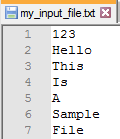 my_input_file.txt
1 123
2 Hello
3 This
4 Is
5 A
6 Sample
7 File